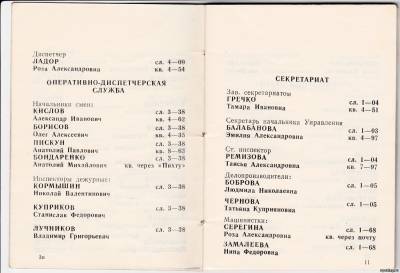 Диспетчер
ЛАДОР сл. 4—00
Роза Александровна кв. 4—54
ОПЕРАТИВНО-ДИСПЕТЧЕРСКАЯ
СЛУЖБА
Начальники смен:
КИСЛОВ сл. 3—38
Александр Иванович кв. 4—62
БОРИСОВ сл. 3—38
Олег Алексеевич кв. 4—35
ПИСКУН сл. 3—38
Анатолий Павлович кв. 8—63
БОНДАРЕНКО сл. 3—38
Анатолий Михайлович кв. через «Пихту»
Инспекторы дежурные:
КОРМЫШИН сл. 3—38
Николай Валентинович
КУПРИКОВ сл. 3—38
Станислав Федорович
ЛУЧНИКОВ сл. 3—38
Владимир Григорьевич
СЕКРЕТАРИАТ
Зав. секретариатом
ГРЕЧКО сл. 1—04
Тамара Ивановна кв. 4—51
Секретарь начальника Управления
БАЛАБАНОВА сл. 1—03
Эмилия Александровна кв. 4—97
Ст. инспектор
РЕМИЗОВА сл. 1—04
Таисья Александровна кв. 7—97
Делопроизводители:
БОБРОВА сл. 1—05
Людмила Николаевна
ЧЕРНОВА сл. 1—05
Татьяна Куприяновна
Машинистки:
СЕРЕГИНА сл. 1—68
Роза Александровна кв. через почту
ЗАМАЛЕЕВА сл. 1—68
Нина Федоровна
11